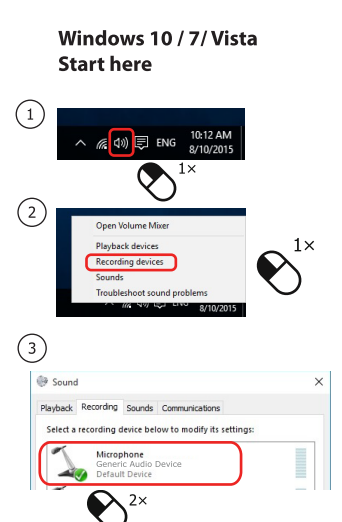 Windows 10 / 7/ Vista
Start here
1
ENG
10:12 AM
8/10/2015
1×
2
Open Volume Mixer
Playback devices
Recording devices
Sounds
Troubleshoot sound problems
8/10/2015
1×
3
Sound
Playback Recording Sounds Communications
Select a recording device below to modify its settings:
Microphone
Generic Audio Device
Default Device
2×